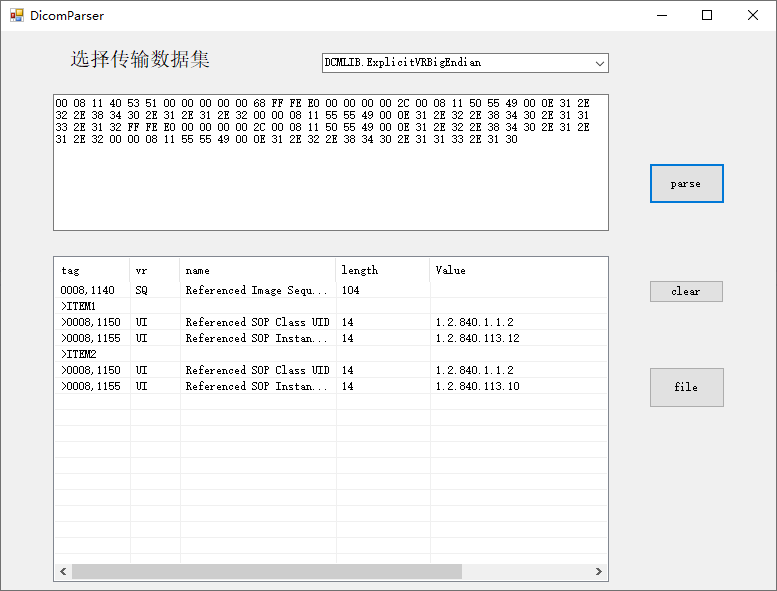 DicomParser
选择传输数据集
DCMLIB.ExplicitVRBigEndian
00 08 11 40 53 51 00 00 00 00 00 68 FF FE E0 00 00 00 00 2C 00 08 11 50 55 49 00 0E 31 2E
32 2E 38 34 30 2E 31 2E 31 2E 32 00 00 08 11 55 55 49 00 0E 31 2E 32 2E 38 34 30 2E 31 31
33 2E 31 32 FF FE E0 00 00 00 00 2C 00 08 11 50 55 49 00 0E 31 2E 32 2E 38 34 30 2E 31 2E
31 2E 32 00 00 08 11 55 55 49 00 0E 31 2E 32 2E 38 34 30 2E 31 31 33 2E 31 30
parse
tag vr name length Value
0008,1140 SQ Referenced Image Sequ... 104
>ITEM1
>0008,1150 UI Referenced SOP Class UID 14 1.2.840.1.1.2
>0008,1155 UI Referenced SOP Instan... 14 1.2.840.113.12
>ITEM2
>0008,1150 UI Referenced SOP Class UID 14 1.2.840.1.1.2
>0008,1155 UI Referenced SOP Instan... 14 1.2.840.113.10
clear
file